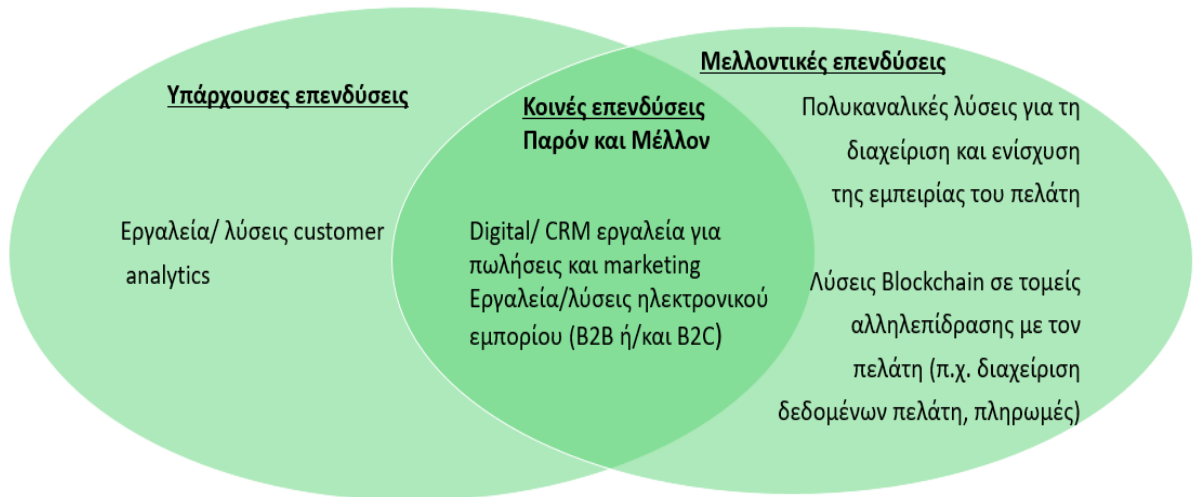 Υπάρχουσες επενδύσεις
Εργαλεία/ λύσεις customer
analytics
Κοινές επενδύσεις
Παρόν και Μέλλον
Digital/ CRM εργαλεία για
πωλήσεις και marketing
Εργαλεία/λύσεις ηλεκτρονικού
εμπορίου (B2B ή/και B2C)
Μελλοντικές επενδύσεις
Πολυκαναλικές λύσεις για τη
διαχείριση και ενίσχυση
της εμπειρίας του πελάτη
Λύσεις Blockchain σε τομείς
αλληλεπίδρασης με τον
πελάτη (π.χ. διαχείριση
δεδομένων πελάτη, πληρωμές)